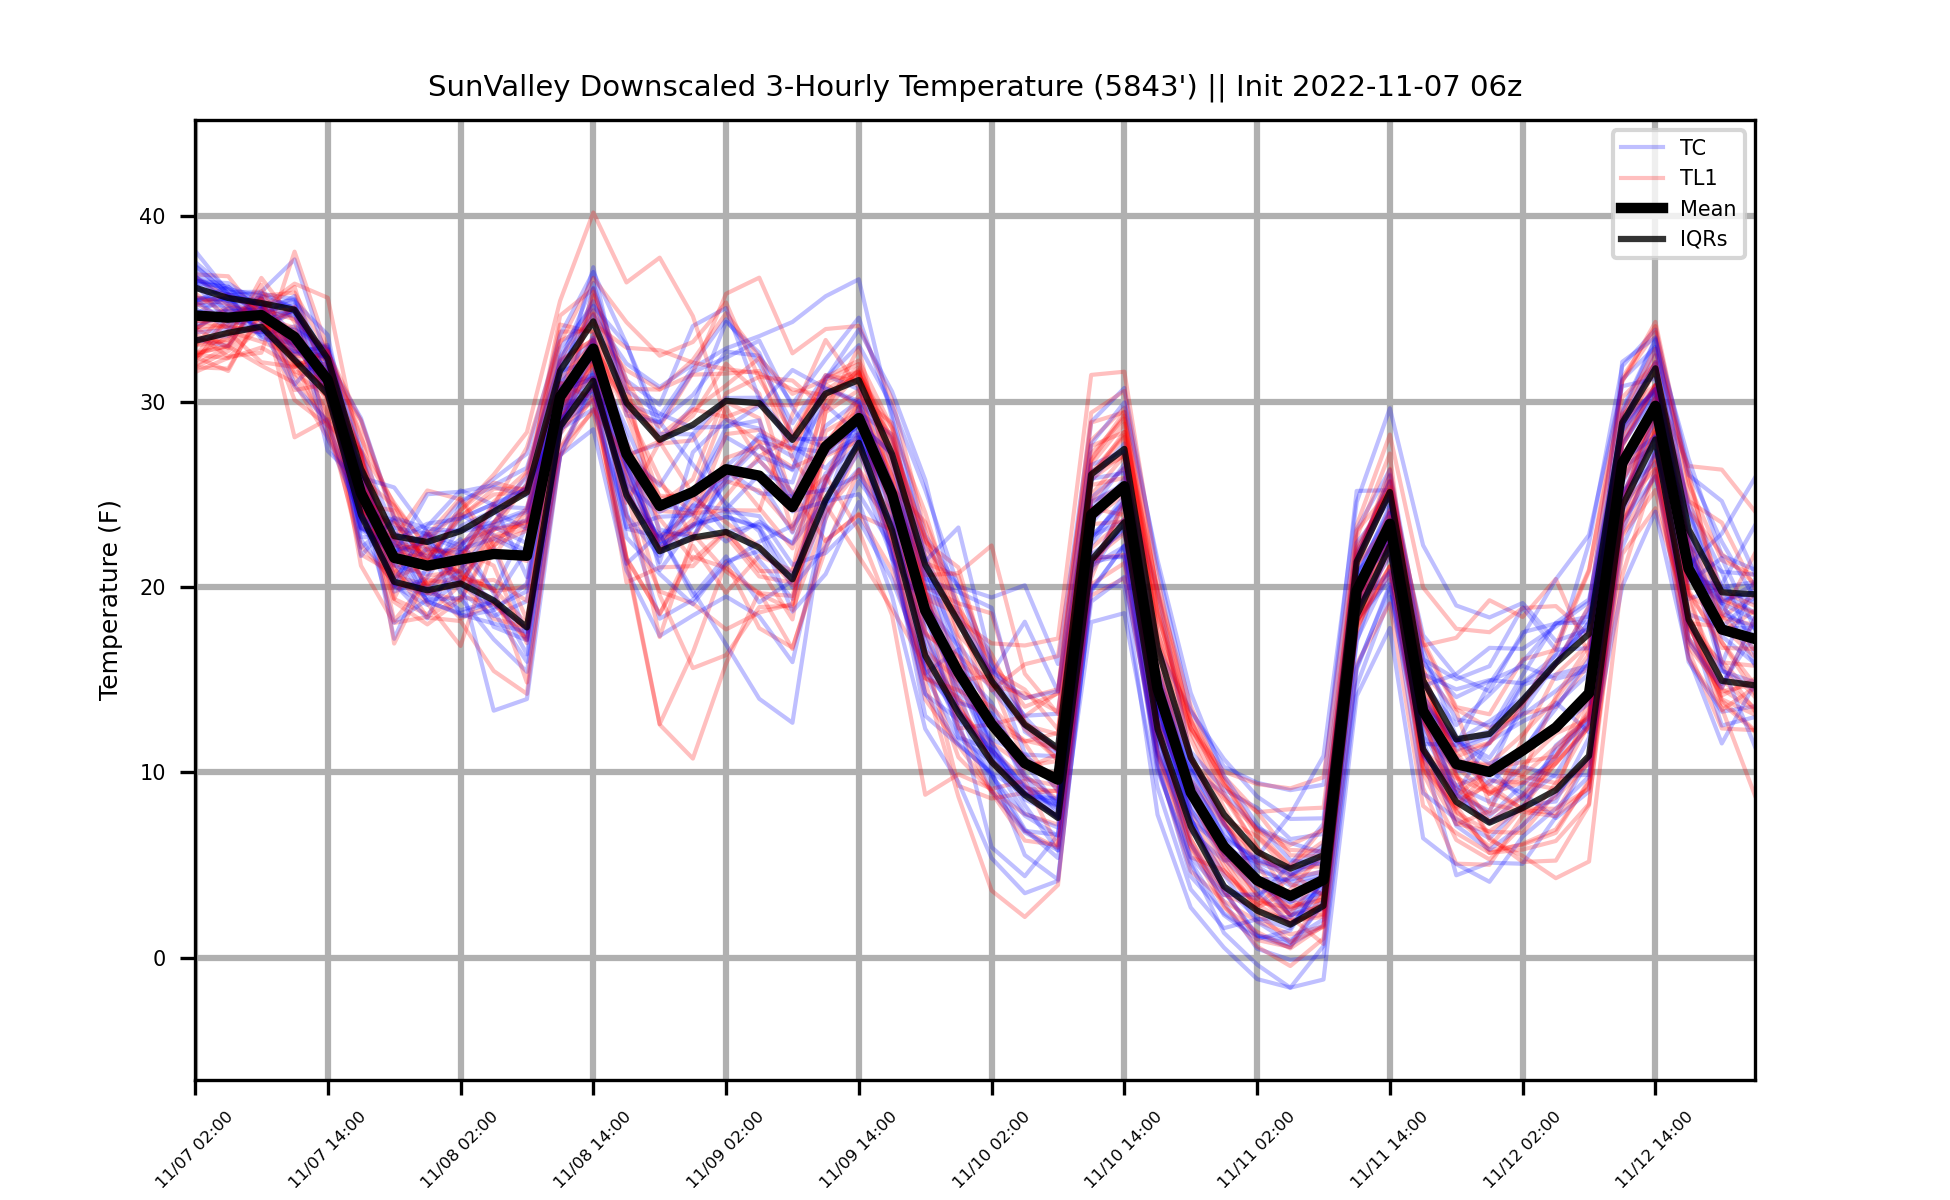 SunValley Downscaled 3-Hourly Temperature (5843') || Init 2022-11-07 06z
TC
TL1
Mean
IQRs
Temperature (F)
40
30
20
10
0
11/07 02:00
11/07 14:00
11/08 02:00
11/08 14:00
11/09 02:00
11/09 14:00
11/10 02:00
11/10 14:00
11/11 02:00
11/11 14:00
11/12 02:00
11/12 14:00